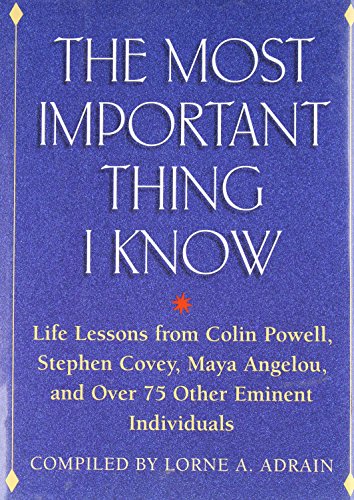 THE MOST
IMPORTANT
THING
I KNOW
Life Lessons from Colin Powell,
Stephen Covey, Maya Angelou,
and Over 75 Other Eminent
Individuals
COMPILED BY LORNE A. ADRAIN